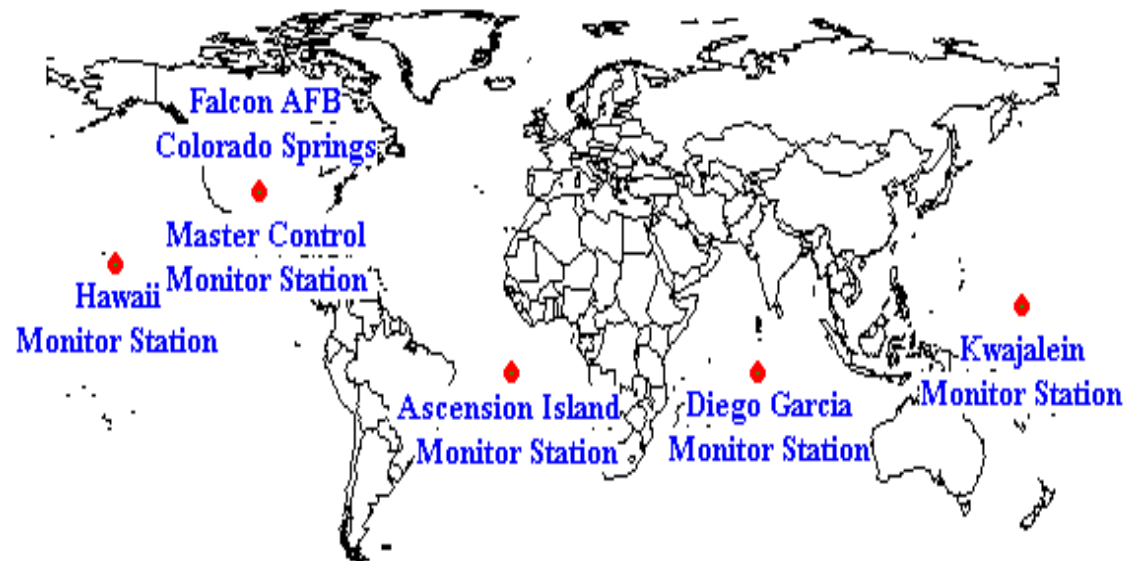 Falcon AFB
Colorado Springs
Master Control
Monitor Station
Hawaii
Monitor Station
Ascension Island
Monitor Station
Diego Garcia
Monitor Station
Kwajalein
Monitor Station